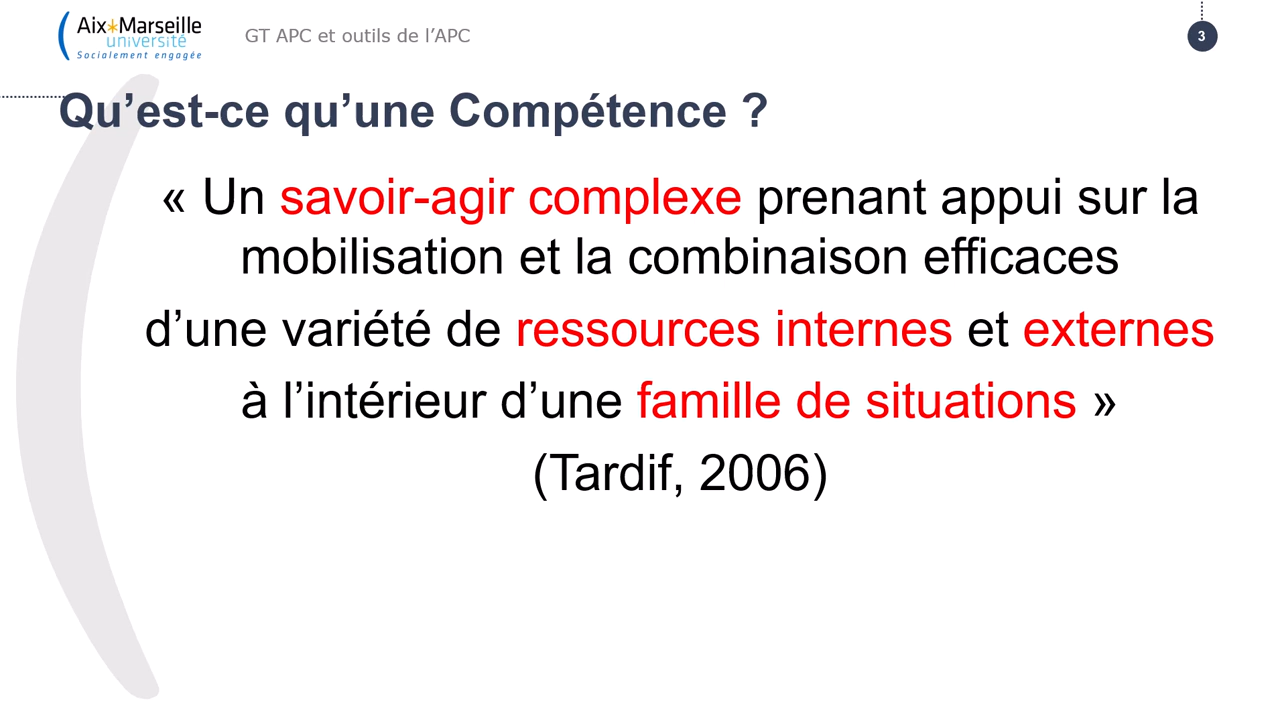 Aix*Marseille
université
Socialement engagée
GT APC et outils de l’APC
3
Qu’est-ce qu’une Compétence ?
« Un savoir-agir complexe prenant appui sur la
mobilisation et la combinaison efficaces
d’une variété de ressources internes et externes
à l’intérieur d’une famille de situations »
(Tardif, 2006)